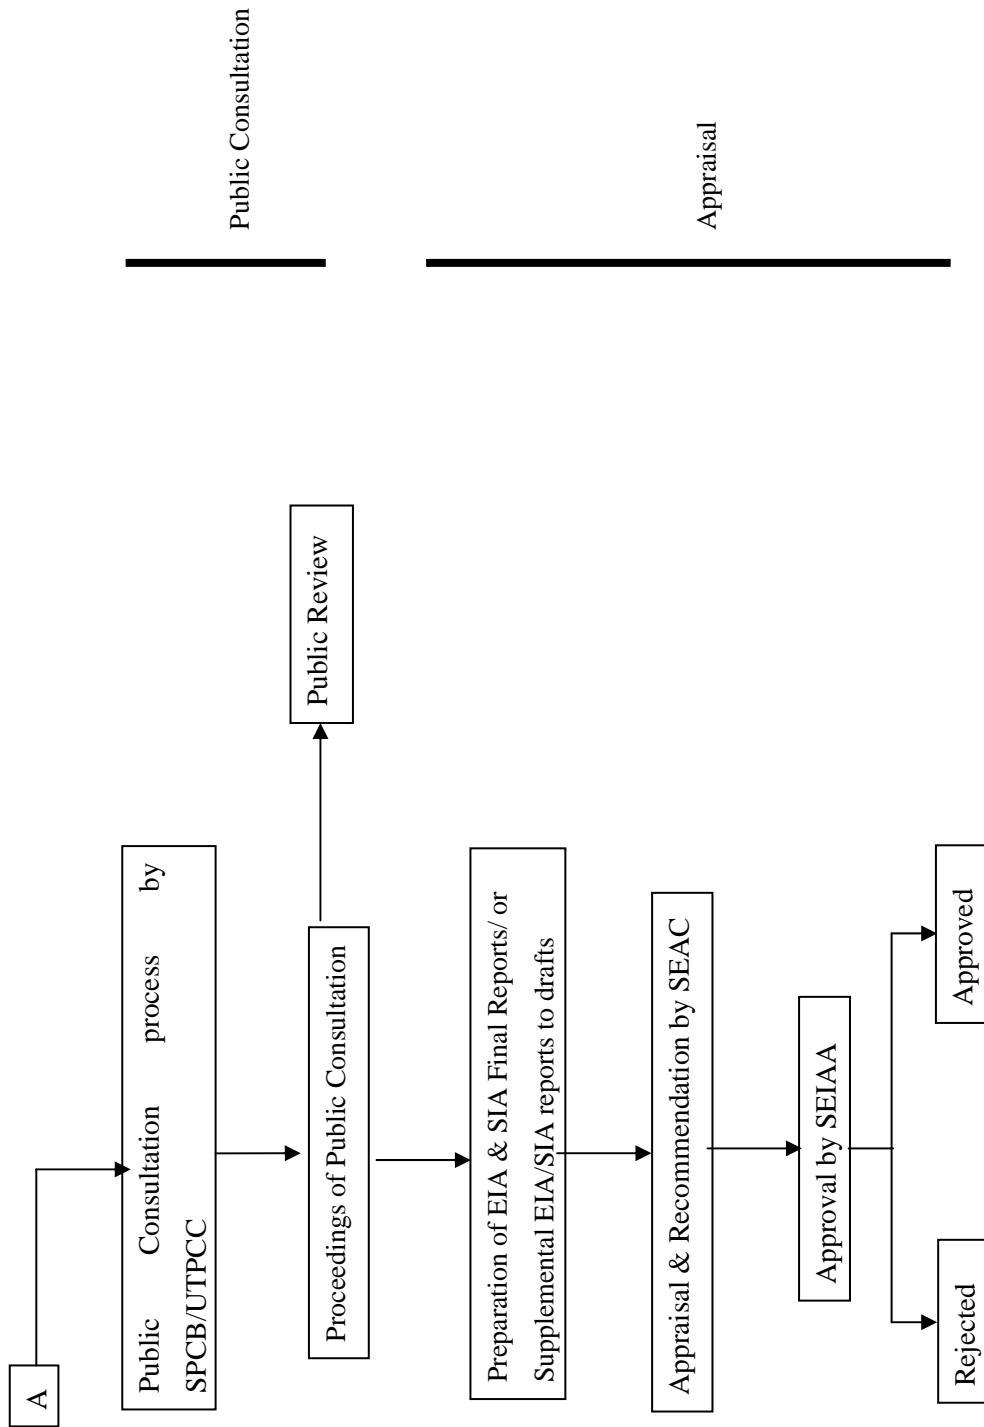 A
Public Consultation process by
SPCB/UTPCC
Proceedings of Public Consultation
Public Review
Preparation of EIA & SIA Final Reports/ or
Supplemental EIA/SIA reports to drafts
Appraisal & Recommendation by SEAC
Approval by SEIAA
Rejected
Approved
Public Consultation
Appraisal